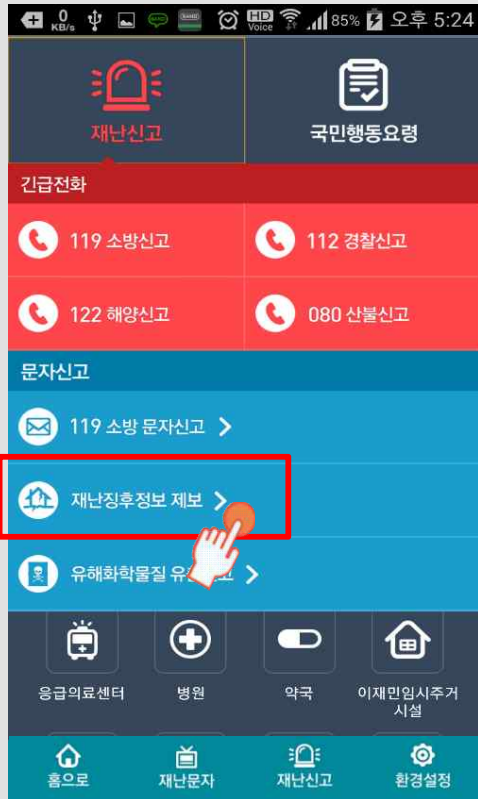 0 KB/s HD Voice 85% 오후 5:24
재난신고 국민행동요령
긴급전화
119 소방신고 112 경찰신고
122 해양신고 080 산불신고
문자신고
119 소방 문자신고
재난징후정보 제보
유해화학물질
응급의료센터 병원 약국 이재민임시주거
시설
홈으로 재난문자 재난신고 환경설정